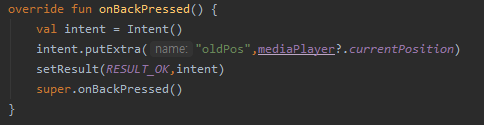 override fun onBackPressed() {
    val intent = Intent()
    intent.putExtra( name: "oldPos",mediaPlayer?.currentPosition)
    setResult(RESULT_OK,intent)
    super.onBackPressed()
}